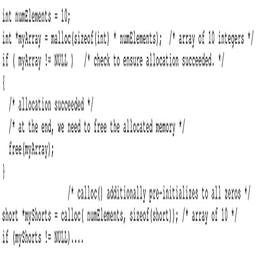 int numElements = 10;
int *myArray = malloc(sizeof(int) * numElements);  /* array of 10 integers */
if ( myArray != NULL )   /* check to ensure allocation succeeded. */
{
  /* allocation succeeded */
  /* at the end, we need to free the allocated memory */
  free(myArray);
}
                /* calloc() additionally pre-initializes to all zeros */
short *myShorts = calloc( numElements, sizeof(short)); /* array of 10 */
if (myShorts != NULL)....